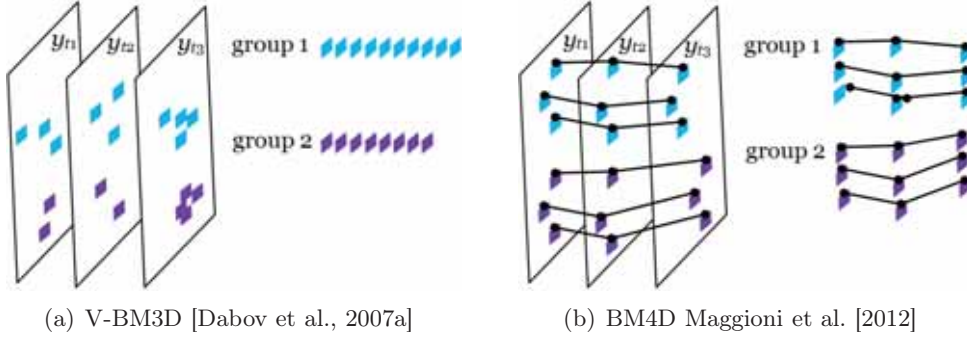 y_{t1} y_{t2} y_{t3} group 1
group 2
y_{t1} y_{t2} y_{t3} group 1
group 2
(a) V-BM3D [Dabov et al., 2007a]
(b) BM4D Maggioni et al. [2012]